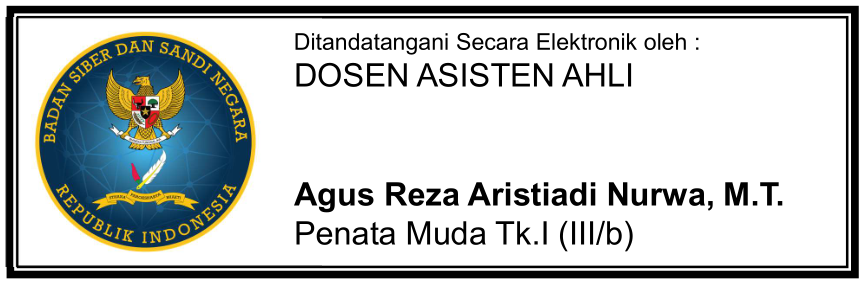 BADAN SIBER DAN SANDI NEGARA
REPUBLIK INDONESIA
Ditandatangani Secara Elektronik oleh :
DOSEN ASISTEN AHLI
Agus Reza Aristiadi Nurwa, M.T.
Penata Muda Tk.I (III/b)